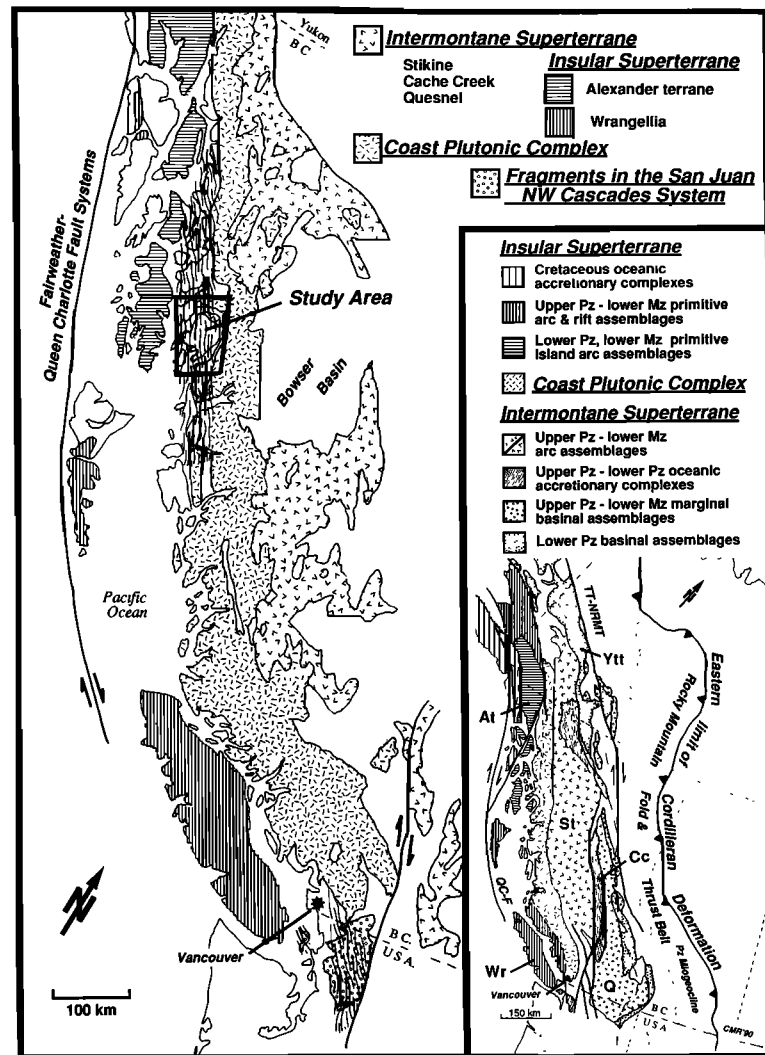 Yukon
B C
Intermontane Superterrane
Stikine
Cache Creek
Quesnel
Insular Superterrane
Alexander terrane
Wrangellia
Coast Plutonic Complex
Fragments in the San Juan
NW Cascades System
Fairweather-
Queen Charlotte Fault Systems
Study Area
Bowser
Basin
Pacific
Ocean
Vancouver
B.C.
U.S.A.
N
100 km
Insular Superterrane
Cretaceous oceanic
accretionary complexes
Upper Pz - lower Mz primitive
arc & rift assemblages
Lower Pz, lower Mz primitive
island arc assemblages
Coast Plutonic Complex
Intermontane Superterrane
Upper Pz - lower Mz
arc assemblages
Upper Pz - lower Pz oceanic
accretionary complexes
Upper Pz - lower Mz marginal
basinal assemblages
Lower Pz basinal assemblages
TT-NRMT
N
Ytt
At
St
Cc
QC-F
Wr
Q
Vancouver
150 km
Eastern limit of Cordilleran Deformation
Rocky Mountain Fold & Thrust Belt
Pz Miogeocline
BC
USA
CMR'90